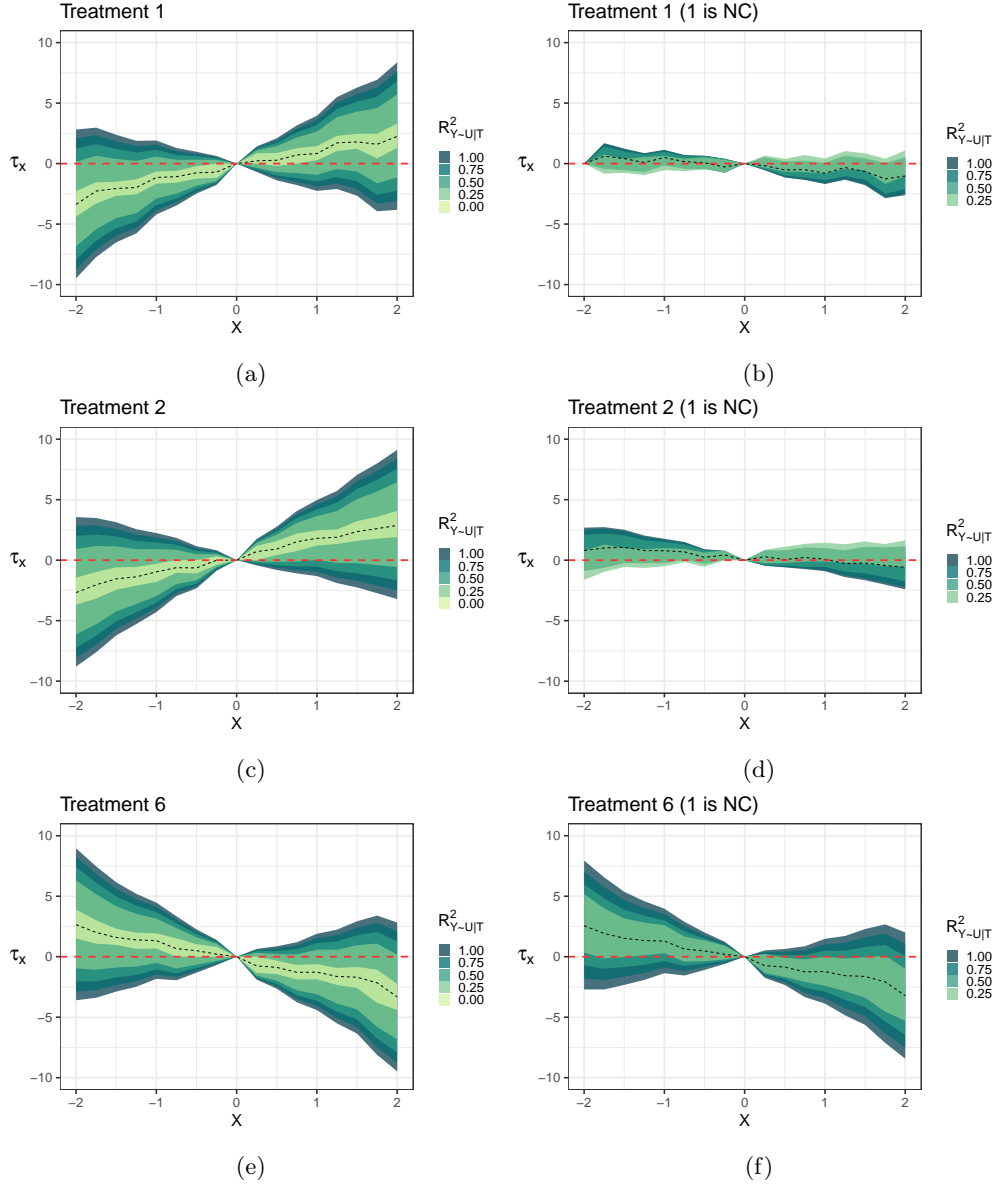 Treatment 1
10
5
0
−5
−10
τx
−2
−1
0
1
2
X
R²Y~U|T
1.00
0.75
0.50
0.25
0.00
(a)
Treatment 1 (1 is NC)
10
5
0
−5
−10
τx
−2
−1
0
1
2
X
R²Y~U|T
1.00
0.75
0.50
0.25
(b)
Treatment 2
10
5
0
−5
−10
τx
−2
−1
0
1
2
X
R²Y~U|T
1.00
0.75
0.50
0.25
0.00
(c)
Treatment 2 (1 is NC)
10
5
0
−5
−10
τx
−2
−1
0
1
2
X
R²Y~U|T
1.00
0.75
0.50
0.25
(d)
Treatment 6
10
5
0
−5
−10
τx
−2
−1
0
1
2
X
R²Y~U|T
1.00
0.75
0.50
0.25
0.00
(e)
Treatment 6 (1 is NC)
10
5
0
−5
−10
τx
−2
−1
0
1
2
X
R²Y~U|T
1.00
0.75
0.50
0.25
(f)